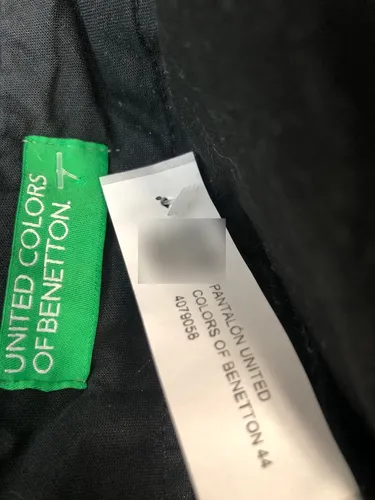 UNITED COLORS
OF BENETTON.
PANTALÓN UNITED
COLORS OF BENETTON 44
4079058